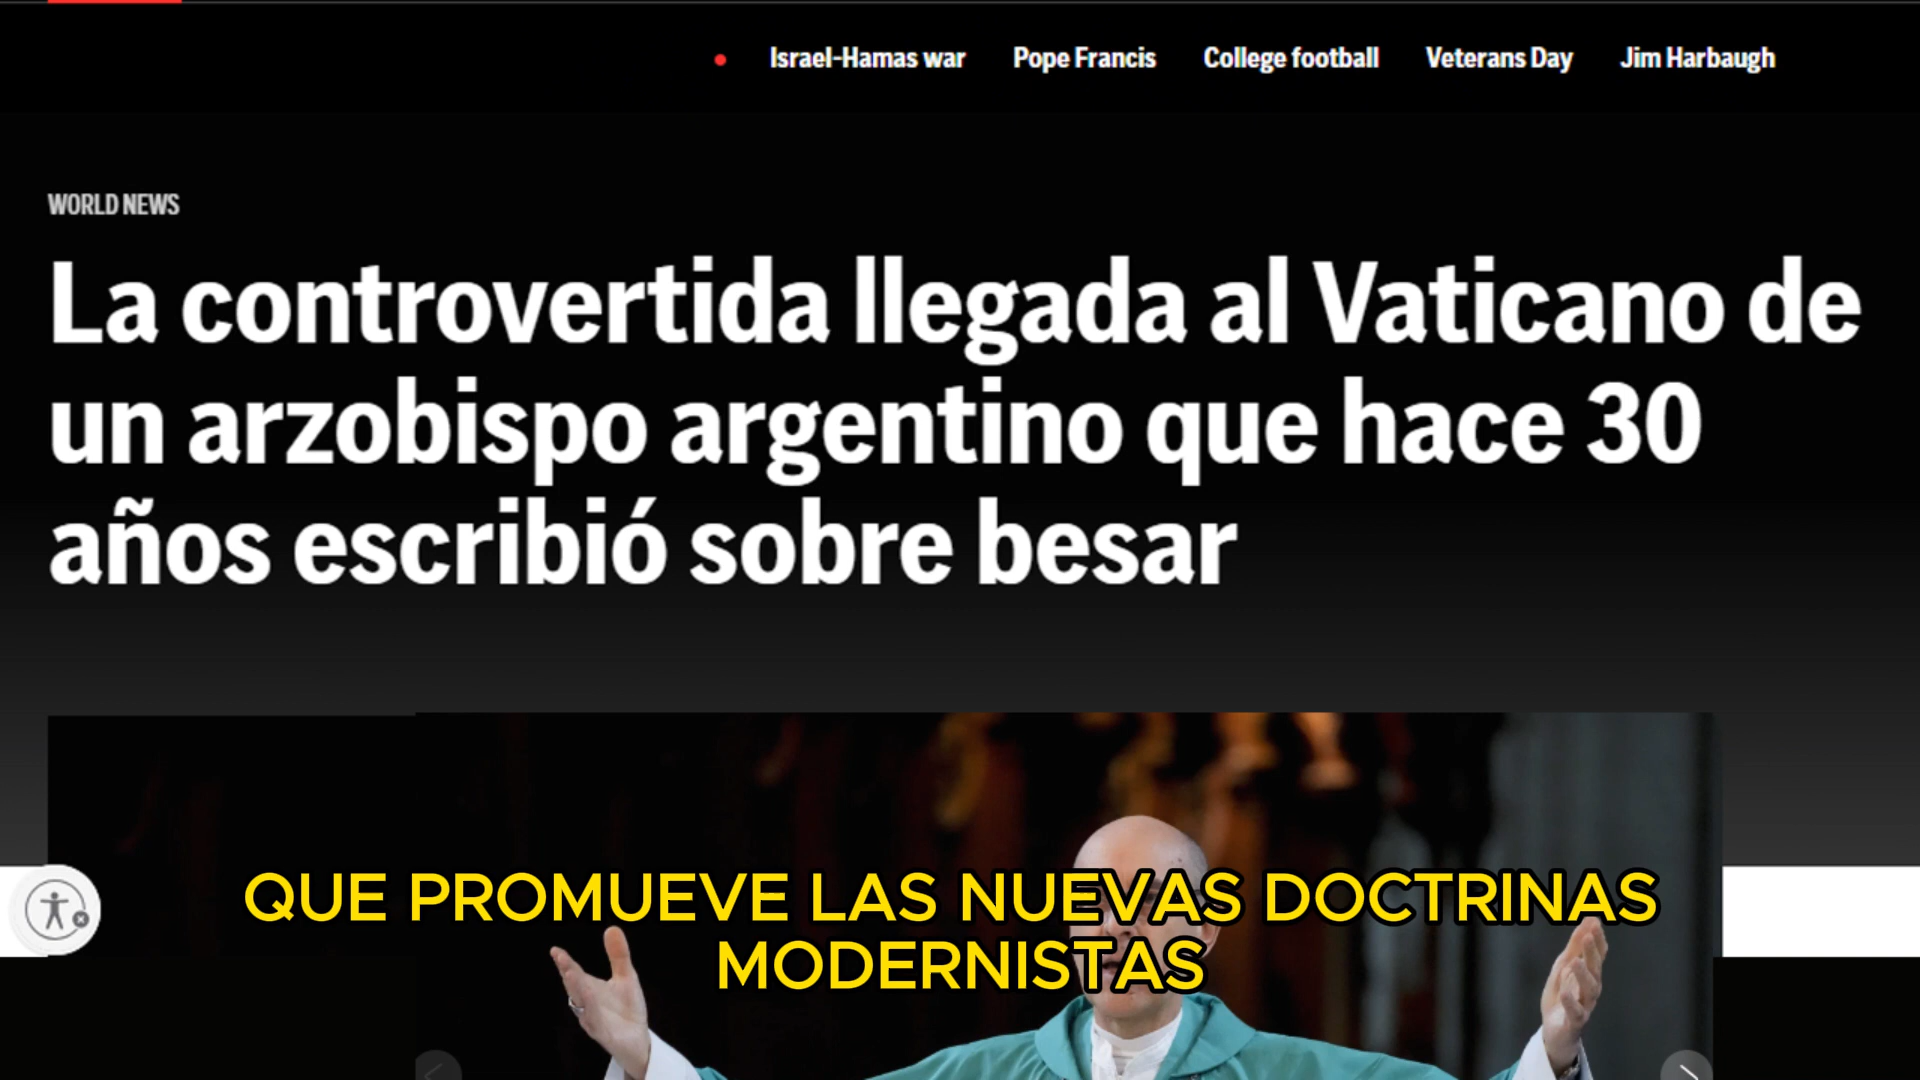 Israel-Hamas war Pope Francis College football Veterans Day Jim Harbaugh
WORLD NEWS
La controvertida llegada al Vaticano de
un arzobispo argentino que hace 30
años escribió sobre besar
QUE PROMUEVE LAS NUEVAS DOCTRINAS
MODERNISTAS